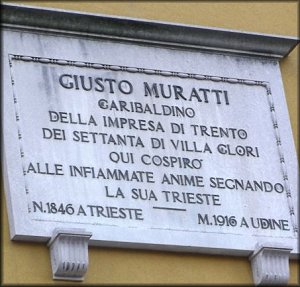 GIUSTO MURATTI
GARIBALDINO
DELLA IMPRESA DI TRENTO
DEI SETTANTA DI VILLA GLORI
QUI COSPIRÒ
ALLE INFIAMMATE ANIME SEGNANDO
LA SUA TRIESTE
N. 1846 A TRIESTE M. 1916 A UDINE